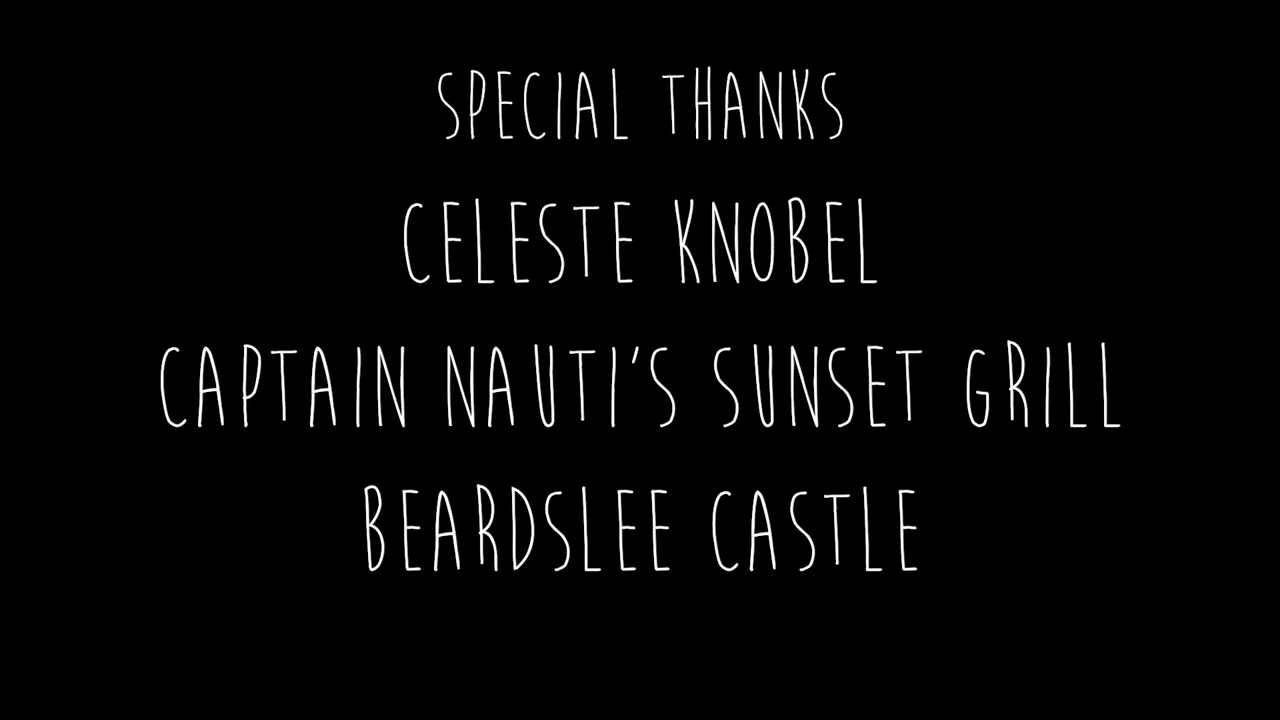 SPECIAL THANKS
CELESTE KNOBEL
CAPTAIN NAUTI'S SUNSET GRILL
BEARDSLEE CASTLE